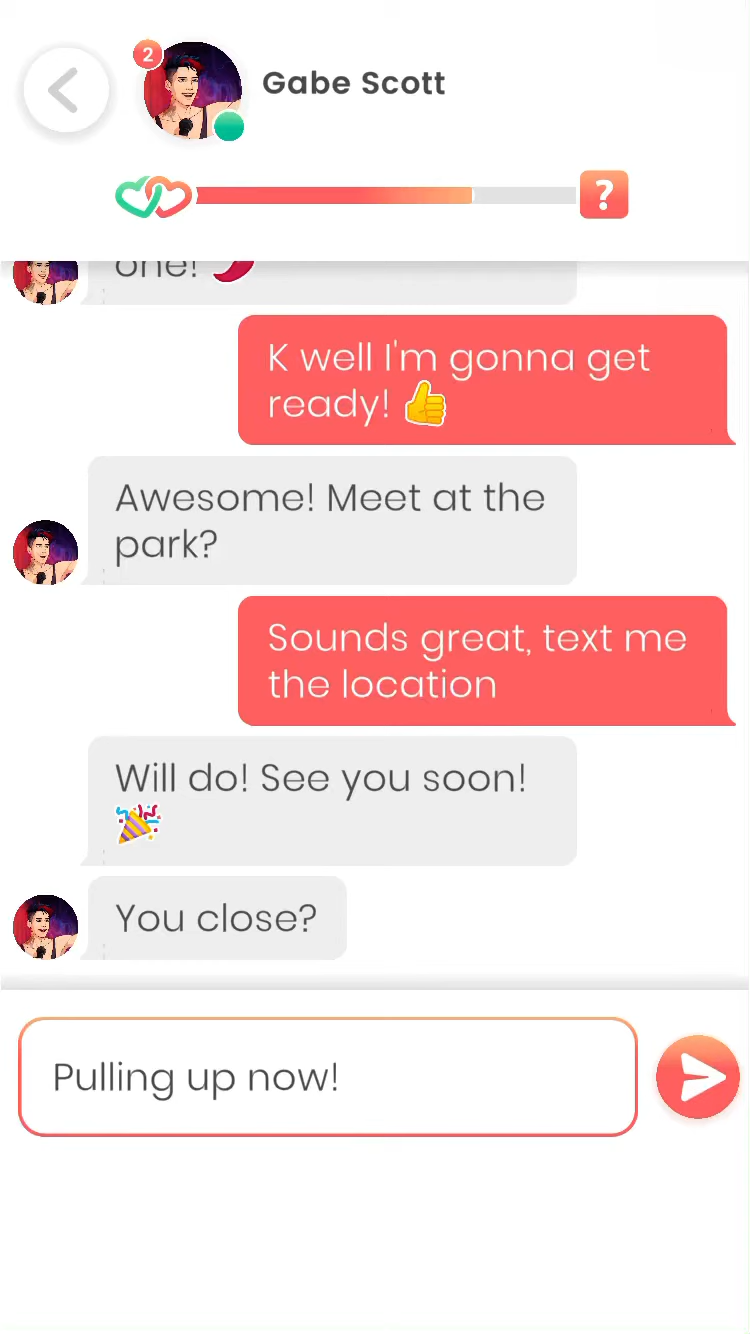 2
Gabe Scott
?
one!
K well I'm gonna get
ready! 👍
Awesome! Meet at the
park?
Sounds great, text me
the location
Will do! See you soon!
🎉
You close?
Pulling up now!